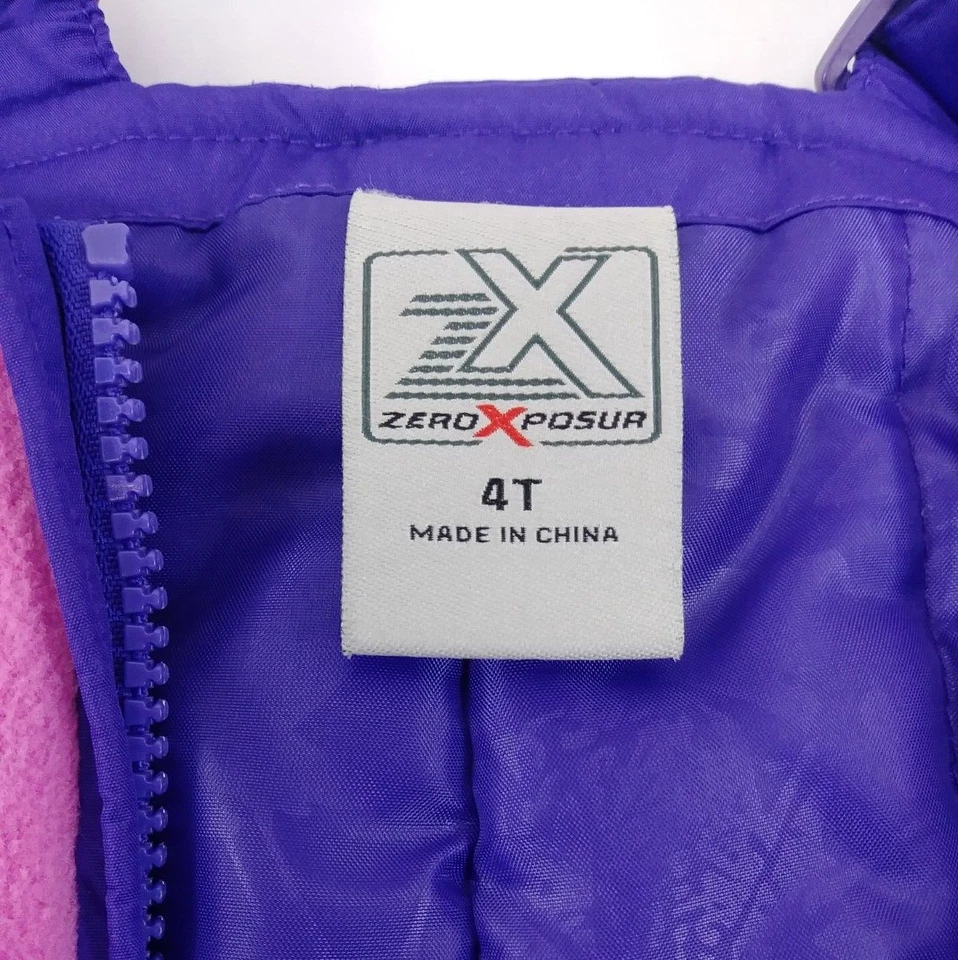 ZX
ZEROXPOSUR
4T
MADE IN CHINA